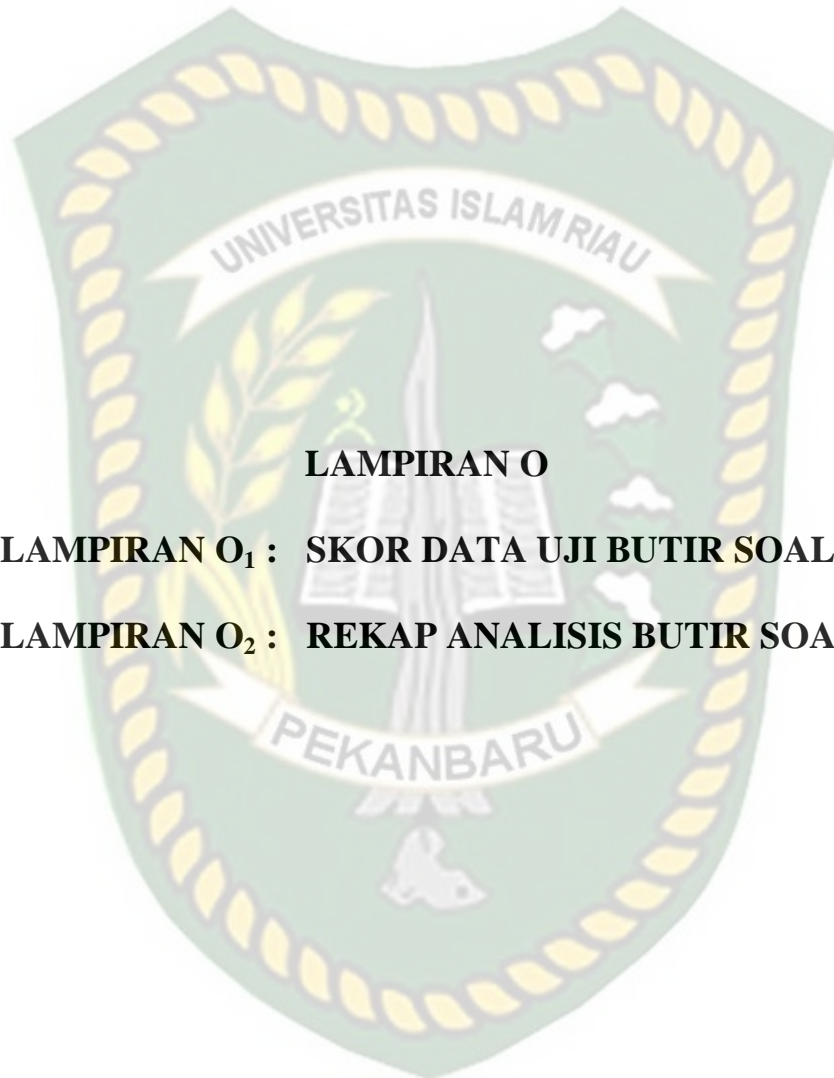 UNIVERSITAS ISLAM RIAU
LAMPIRAN O
LAMPIRAN O₁ : SKOR DATA UJI BUTIR SOAL
LAMPIRAN O₂ : REKAP ANALISIS BUTIR SOA
PEKANBARU